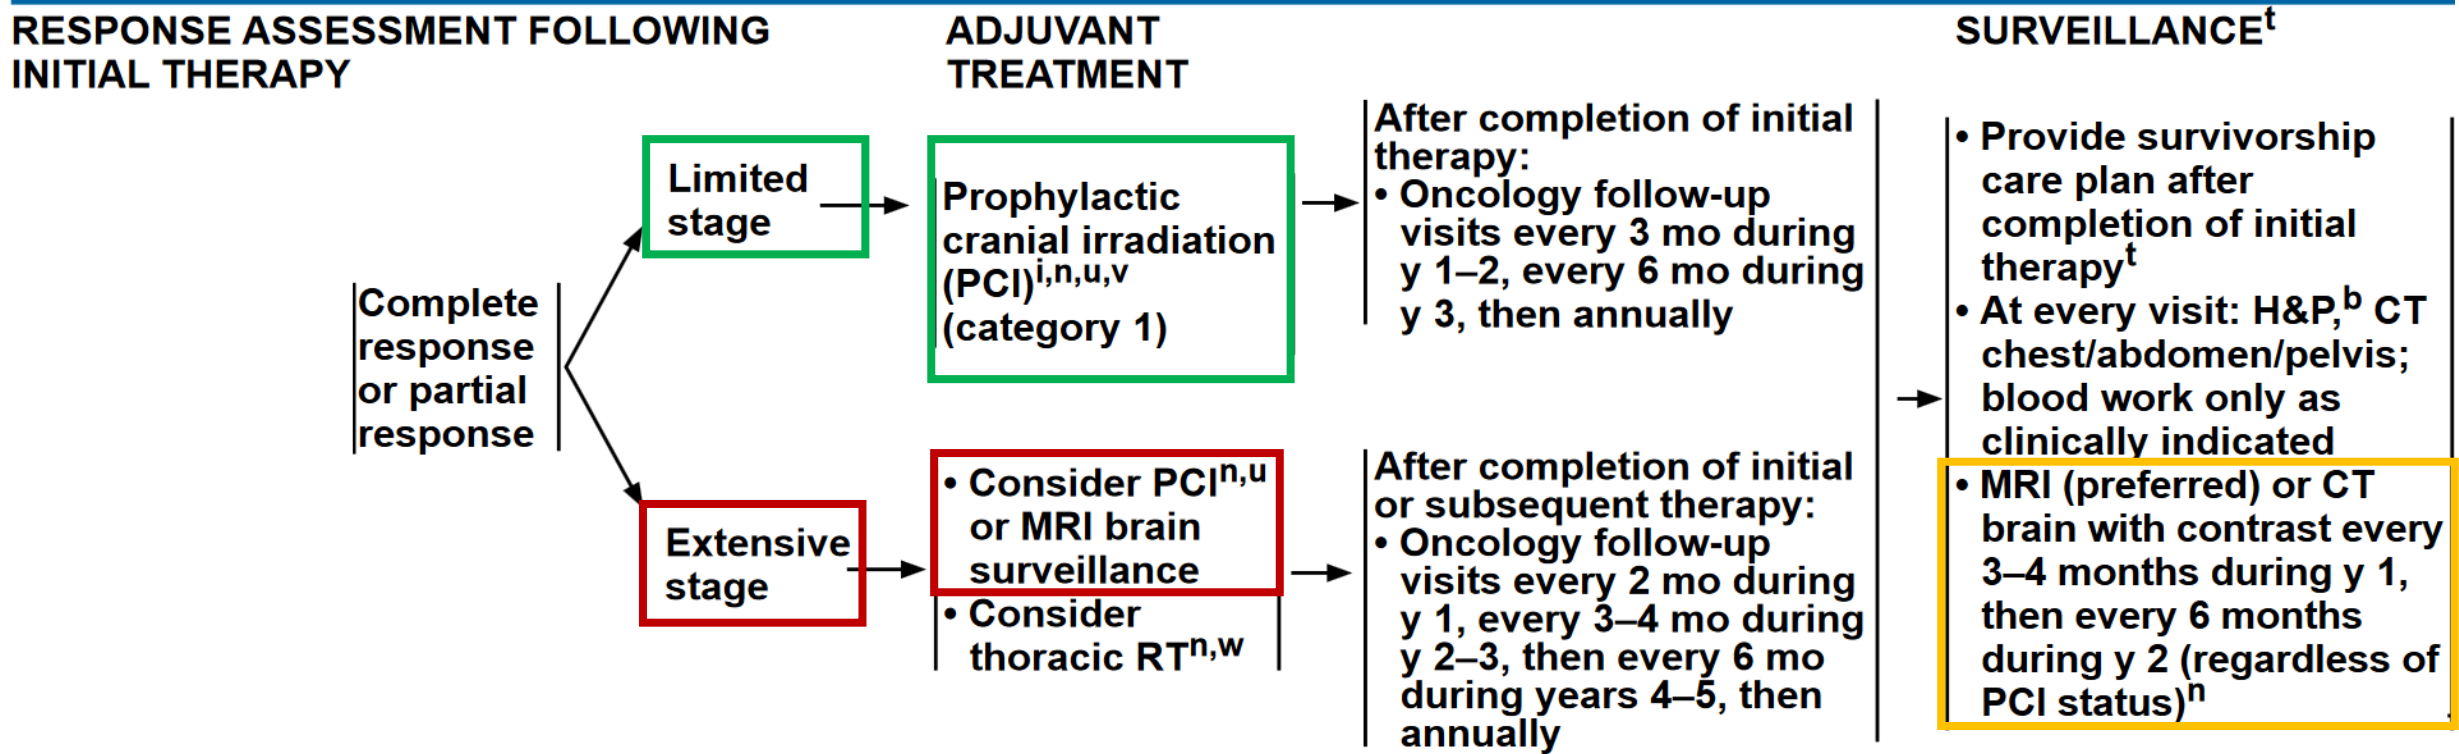 RESPONSE ASSESSMENT FOLLOWING
INITIAL THERAPY
ADJUVANT
TREATMENT
SURVEILLANCEᵗ
Complete
response
or partial
response
Limited
stage
Prophylactic
cranial irradiation
(PCI)ⁱ,ⁿ,ᵘ,ᵛ
(category 1)
After completion of initial
therapy:
• Oncology follow-up
visits every 3 mo during
y 1–2, every 6 mo during
y 3, then annually
Extensive
stage
• Consider PCIⁿ,ᵘ
or MRI brain
surveillance
• Consider
thoracic RTⁿ,ʷ
After completion of initial
or subsequent therapy:
• Oncology follow-up
visits every 2 mo during
y 1, every 3–4 mo during
y 2–3, then every 6 mo
during years 4–5, then
annually
• Provide survivorship
care plan after
completion of initial
therapyᵗ
• At every visit: H&P,ᵇ CT
chest/abdomen/pelvis;
blood work only as
clinically indicated
• MRI (preferred) or CT
brain with contrast every
3–4 months during y 1,
then every 6 months
during y 2 (regardless of
PCI status)ⁿ